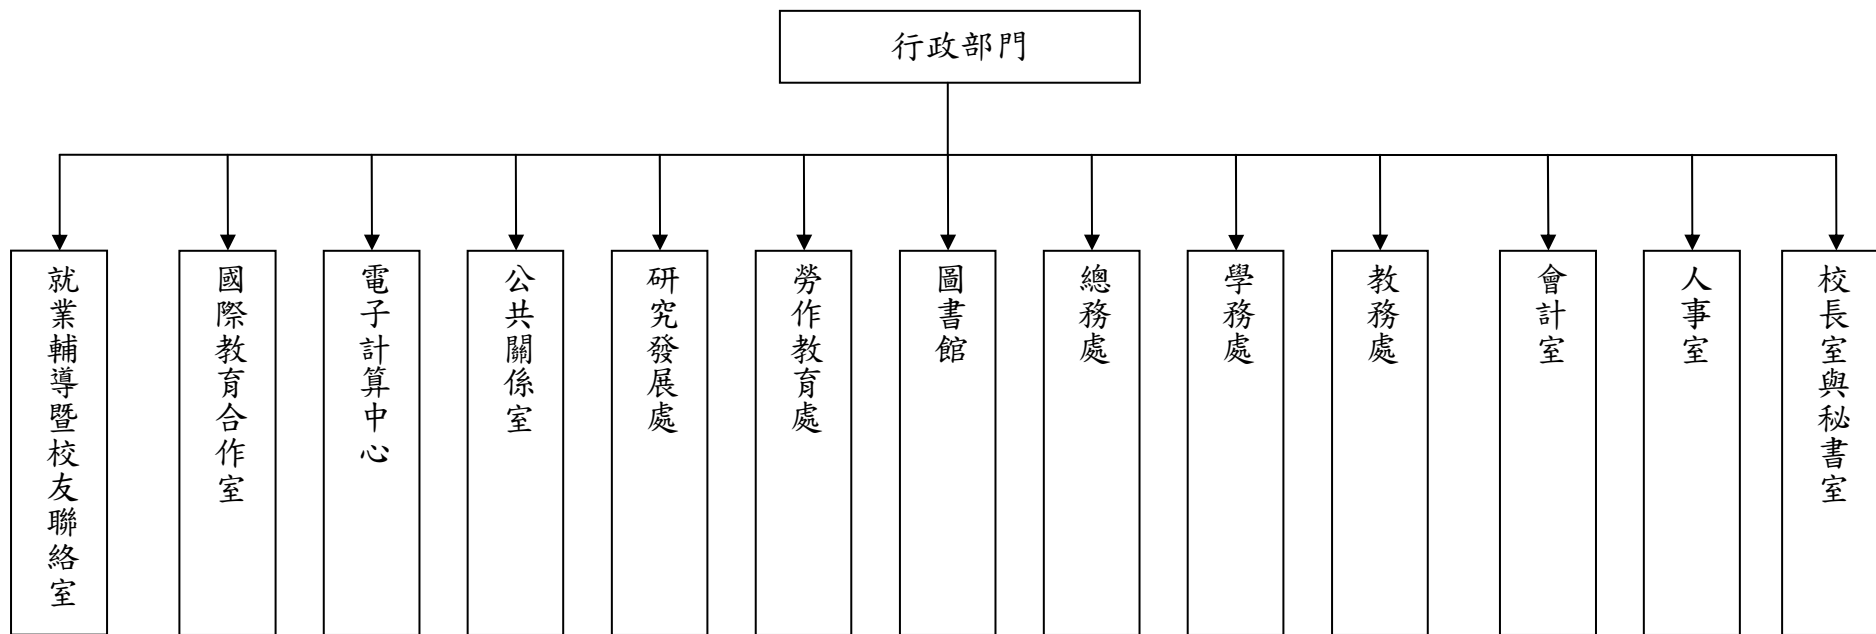 行政部門
就業輔導暨校友聯絡室
國際教育合作室
電子計算中心
公共關係室
研究發展處
勞作教育處
圖書館
總務處
學務處
教務處
會計室
人事室
校長室與秘書室